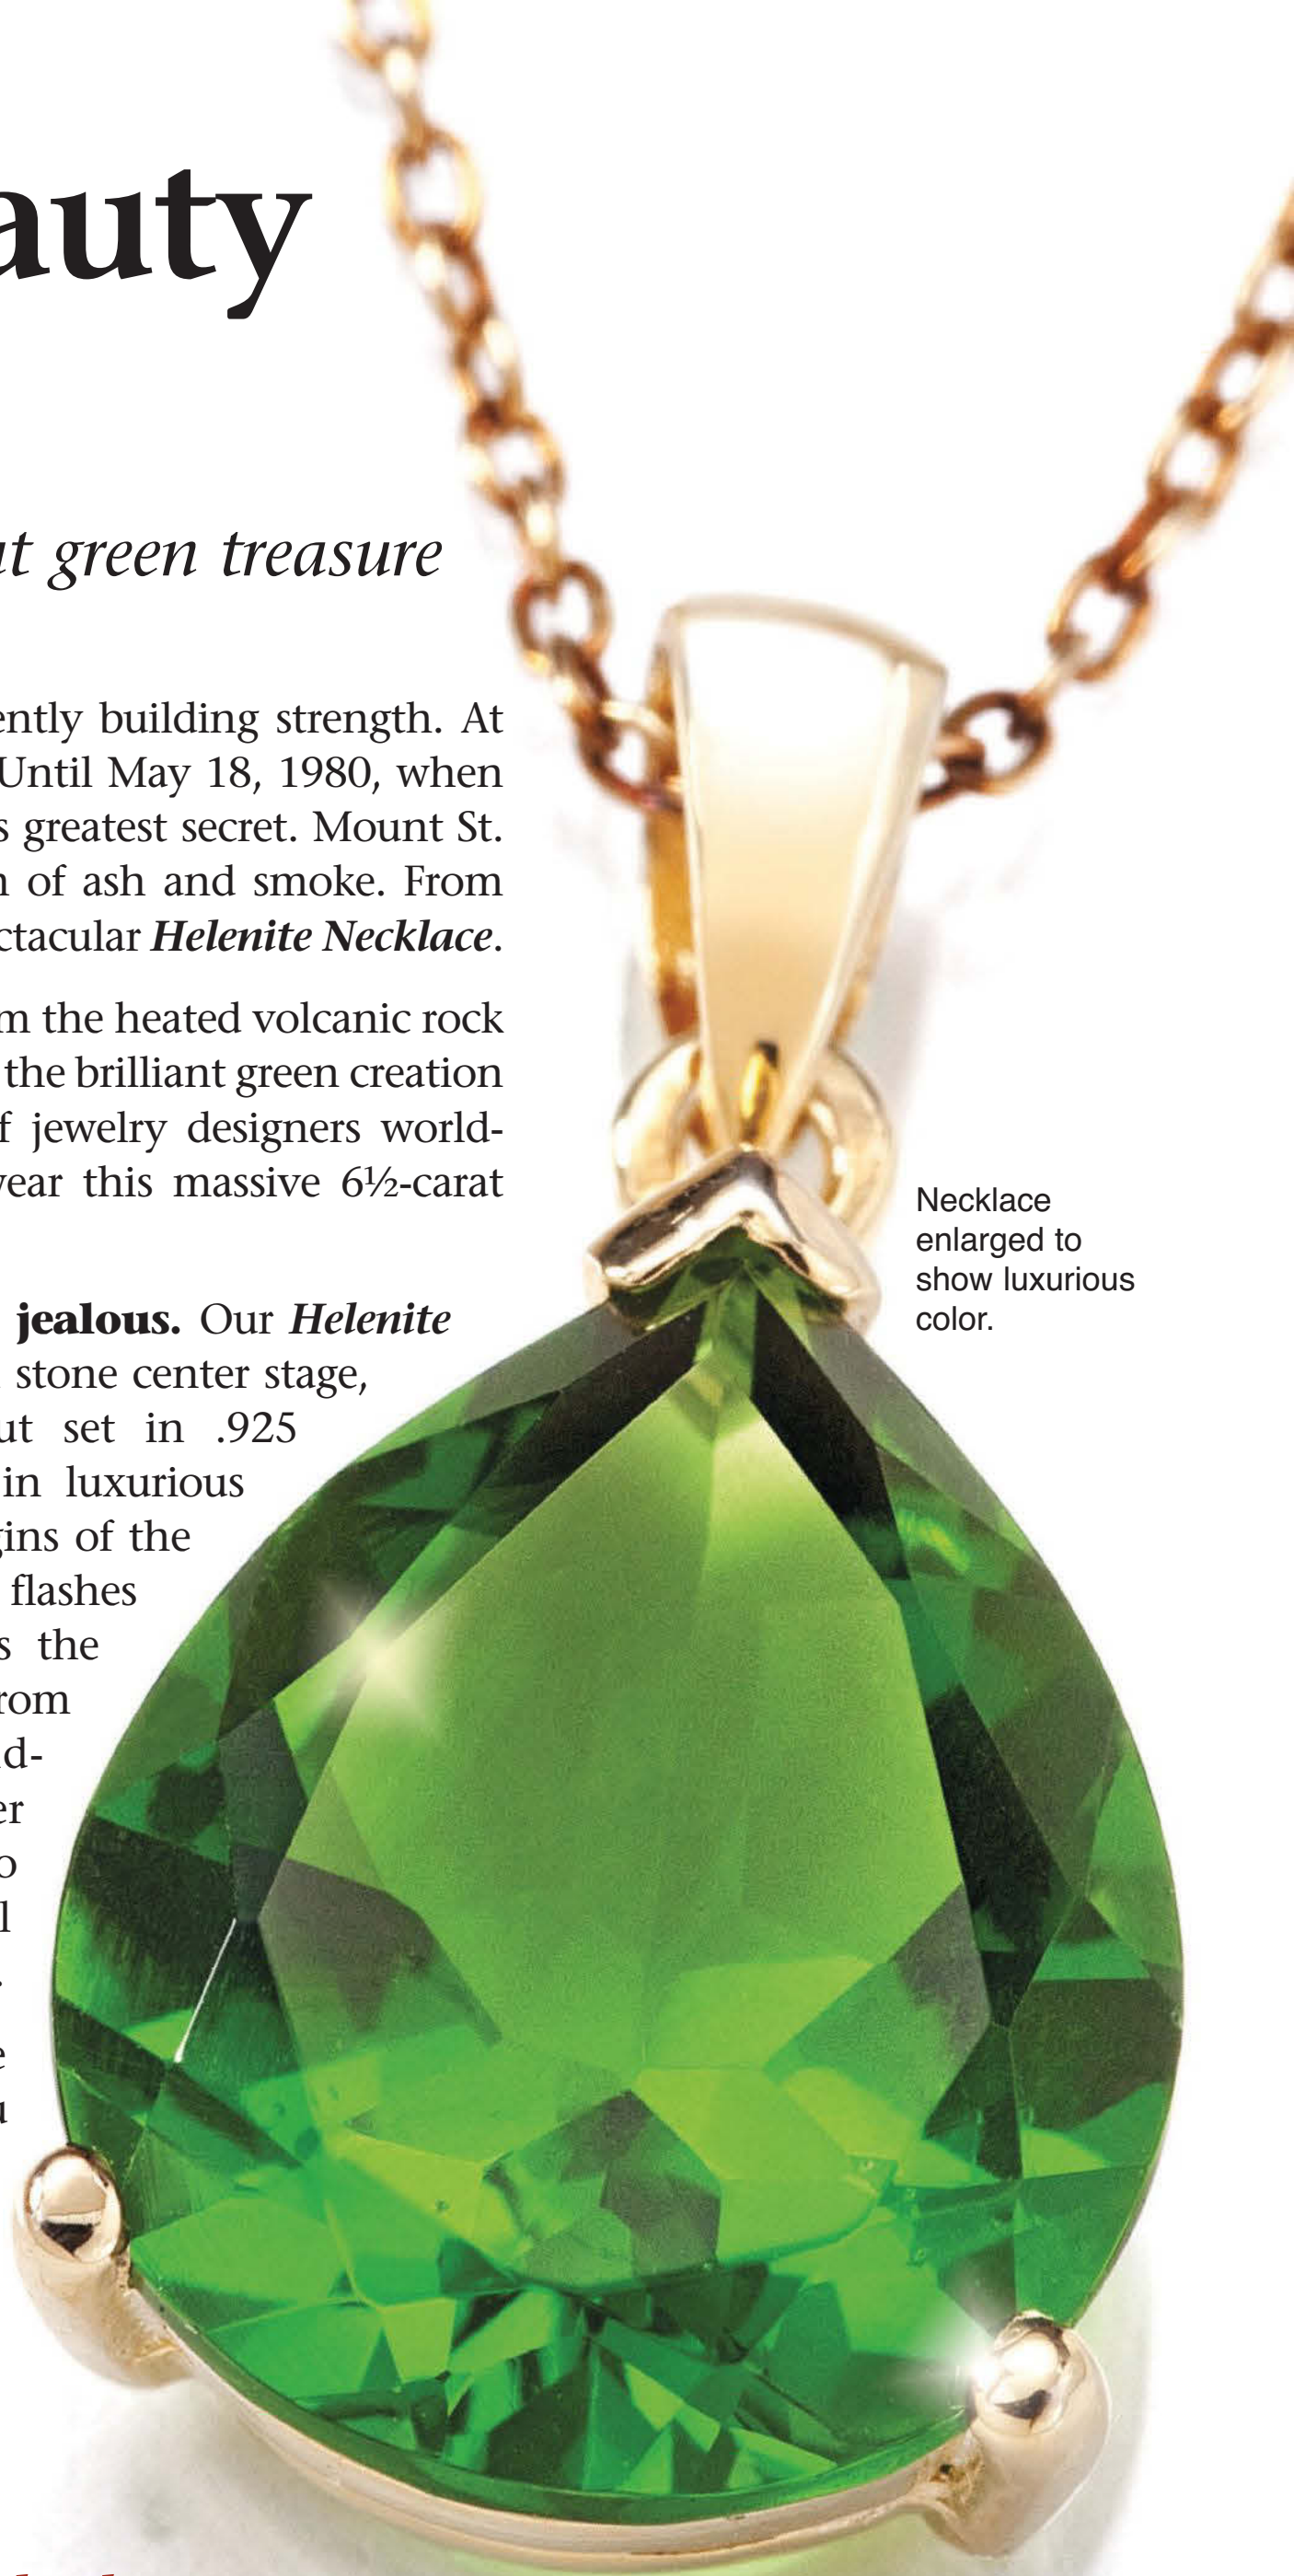 auty
at green treasure
ently building strength. At
Until May 18, 1980, when
s greatest secret. Mount St.
of ash and smoke. From
ctacular Helenite Necklace.
m the heated volcanic rock
the brilliant green creation
f jewelry designers world-
wear this massive 6½-carat
jealous. Our Helenite
stone center stage,
ut set in .925
in luxurious
gins of the
flashes
s the
rom
d-
er
o
l
.
e
u
Necklace
enlarged to
show luxurious
color.